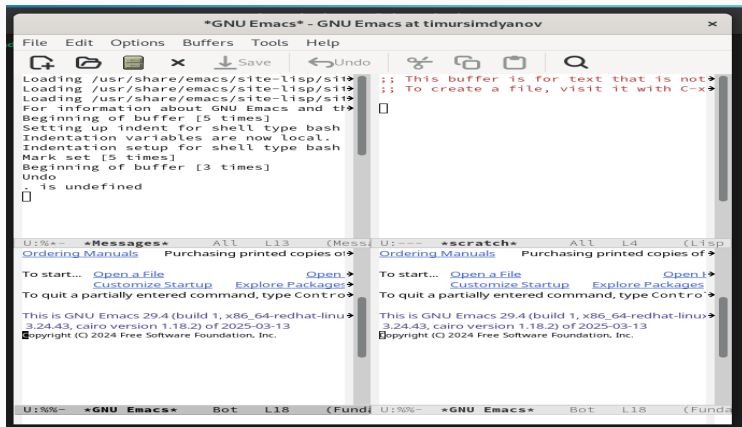 *GNU Emacs* - GNU Emacs at timursimdyanov
File Edit Options Buffers Tools Help
Save Undo
Loading /usr/share/emacs/site-lisp/sit
Loading /usr/share/emacs/site-lisp/sit
Loading /usr/share/emacs/site-lisp/sit
For information about GNU Emacs and th
Beginning of buffer [5 times]
Setting up indent for shell type bash
Indentation variables are now local.
Indentation setup for shell type bash
Mark set [5 times]
Beginning of buffer [3 times]
Undo
. is undefined
U:%*- *Messages* All L13 (Messa
;; This buffer is for text that is not
;; To create a file, visit it with C-x
U:--- *scratch* All L4 (Lisp
Ordering Manuals Purchasing printed copies of
To start... Open a File Open
Customize Startup Explore Packages
To quit a partially entered command, type Contro
This is GNU Emacs 29.4 (build 1, x86_64-redhat-linu
3.24.43, cairo version 1.18.2) of 2025-03-13
Copyright (C) 2024 Free Software Foundation, Inc.
U:%%- *GNU Emacs* Bot L18 (Funda
Ordering Manuals Purchasing printed copies of
To start... Open a File Open
Customize Startup Explore Packages
To quit a partially entered command, type Contro
This is GNU Emacs 29.4 (build 1, x86_64-redhat-linux
3.24.43, cairo version 1.18.2) of 2025-03-13
Copyright (C) 2024 Free Software Foundation, Inc.
U:%%- *GNU Emacs* Bot L18 (Funda